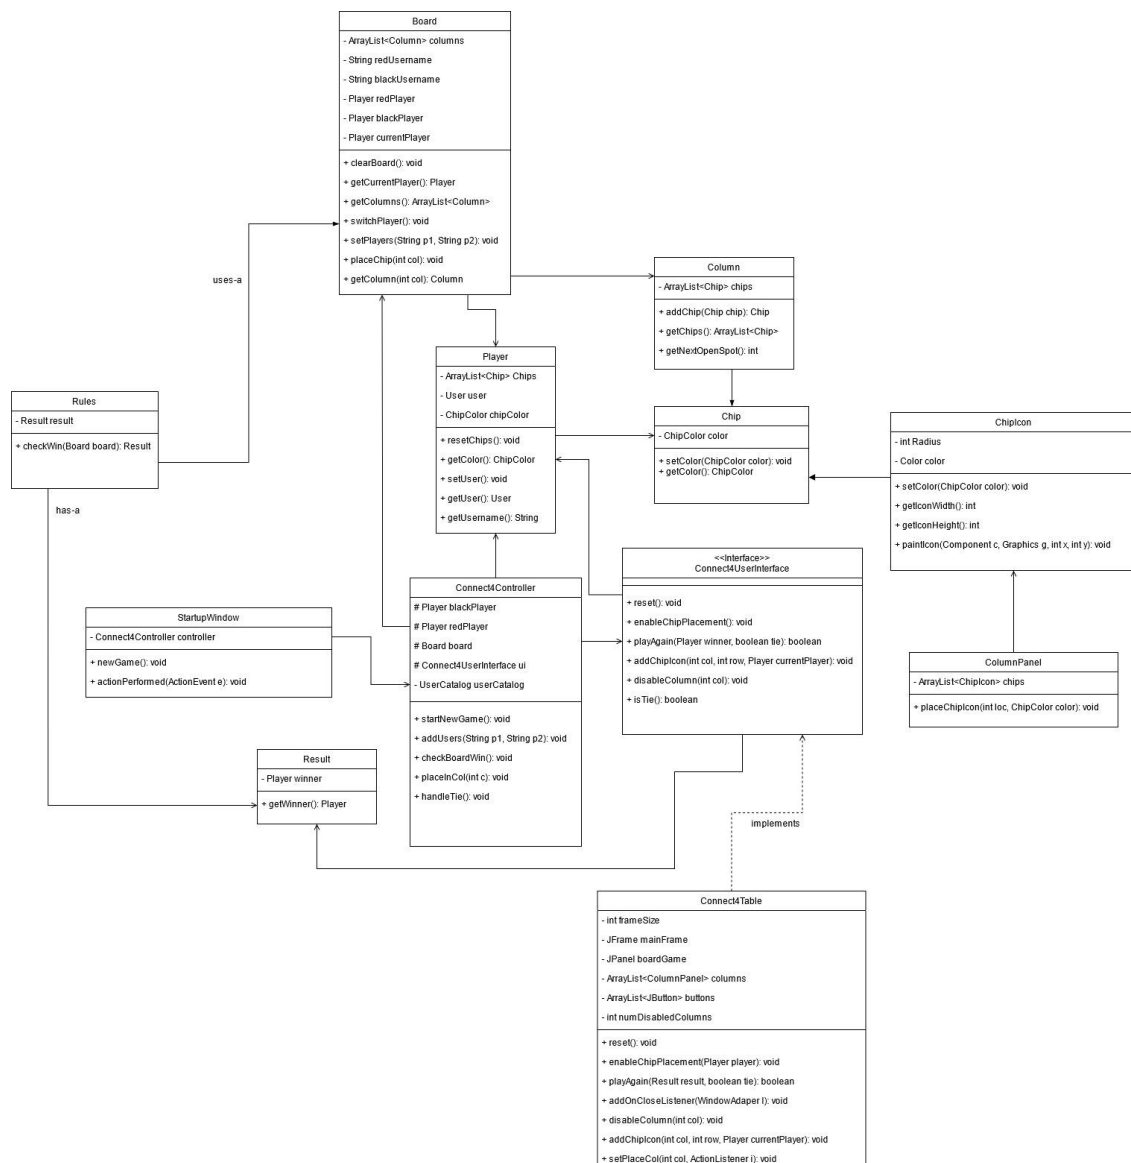 Board
- ArrayList<Column> columns
- String redUsername
- String blackUsername
- Player redPlayer
- Player blackPlayer
- Player currentPlayer
+ clearBoard(): void
+ getCurrentPlayer(): Player
+ getColumns(): ArrayList<Column>
+ switchPlayer(): void
+ setPlayers(String p1, String p2): void
+ placeChip(int col): void
+ getColumn(int col): Column
uses-a
Column
- ArrayList<Chip> chips
+ addChip(Chip chip): Chip
+ getChips(): ArrayList<Chip>
+ getNextOpenSpot(): int
Player
- ArrayList<Chip> Chips
- User user
- ChipColor chipColor
+ resetChips(): void
+ getColor(): ChipColor
+ setUser(): void
+ getUser(): User
+ getUsername(): String
Rules
- Result result
+ checkWin(Board board): Result
has-a
Chip
- ChipColor color
+ setColor(ChipColor color): void
+ getColor(): ChipColor
ChipIcon
- int Radius
- Color color
+ setColor(ChipColor color): void
+ getIconWidth(): int
+ getIconHeight(): int
+ paintIcon(Component c, Graphics g, int x, int y): void
<<Interface>>
Connect4UserInterface
+ reset(): void
+ enableChipPlacement(): void
+ playAgain(Player winner, boolean tie): boolean
+ addChipIcon(int col, int row, Player currentPlayer): void
+ disableColumn(int col): void
+ isTie(): boolean
Connect4Controller
# Player blackPlayer
# Player redPlayer
# Board board
# Connect4UserInterface ui
- UserCatalog userCatalog
+ startNewGame(): void
+ addUsers(String p1, String p2): void
+ checkBoardWin(): void
+ placeInCol(int c): void
+ handleTie(): void
StartupWindow
- Connect4Controller controller
+ newGame(): void
+ actionPerformed(ActionEvent e): void
ColumnPanel
- ArrayList<ChipIcon> chips
+ placeChipIcon(int loc, ChipColor color): void
Result
- Player winner
+ getWinner(): Player
implements
Connect4Table
- int frameSize
- JFrame mainFrame
- JPanel boardGame
- ArrayList<ColumnPanel> columns
- ArrayList<JButton> buttons
- int numDisabledColumns
+ reset(): void
+ enableChipPlacement(Player player): void
+ playAgain(Result result, boolean tie): boolean
+ addOnCloseListener(WindowAdaper l): void
+ disableColumn(int col): void
+ addChipIcon(int col, int row, Player currentPlayer): void
+ setPlaceCol(int col, ActionListener i): void